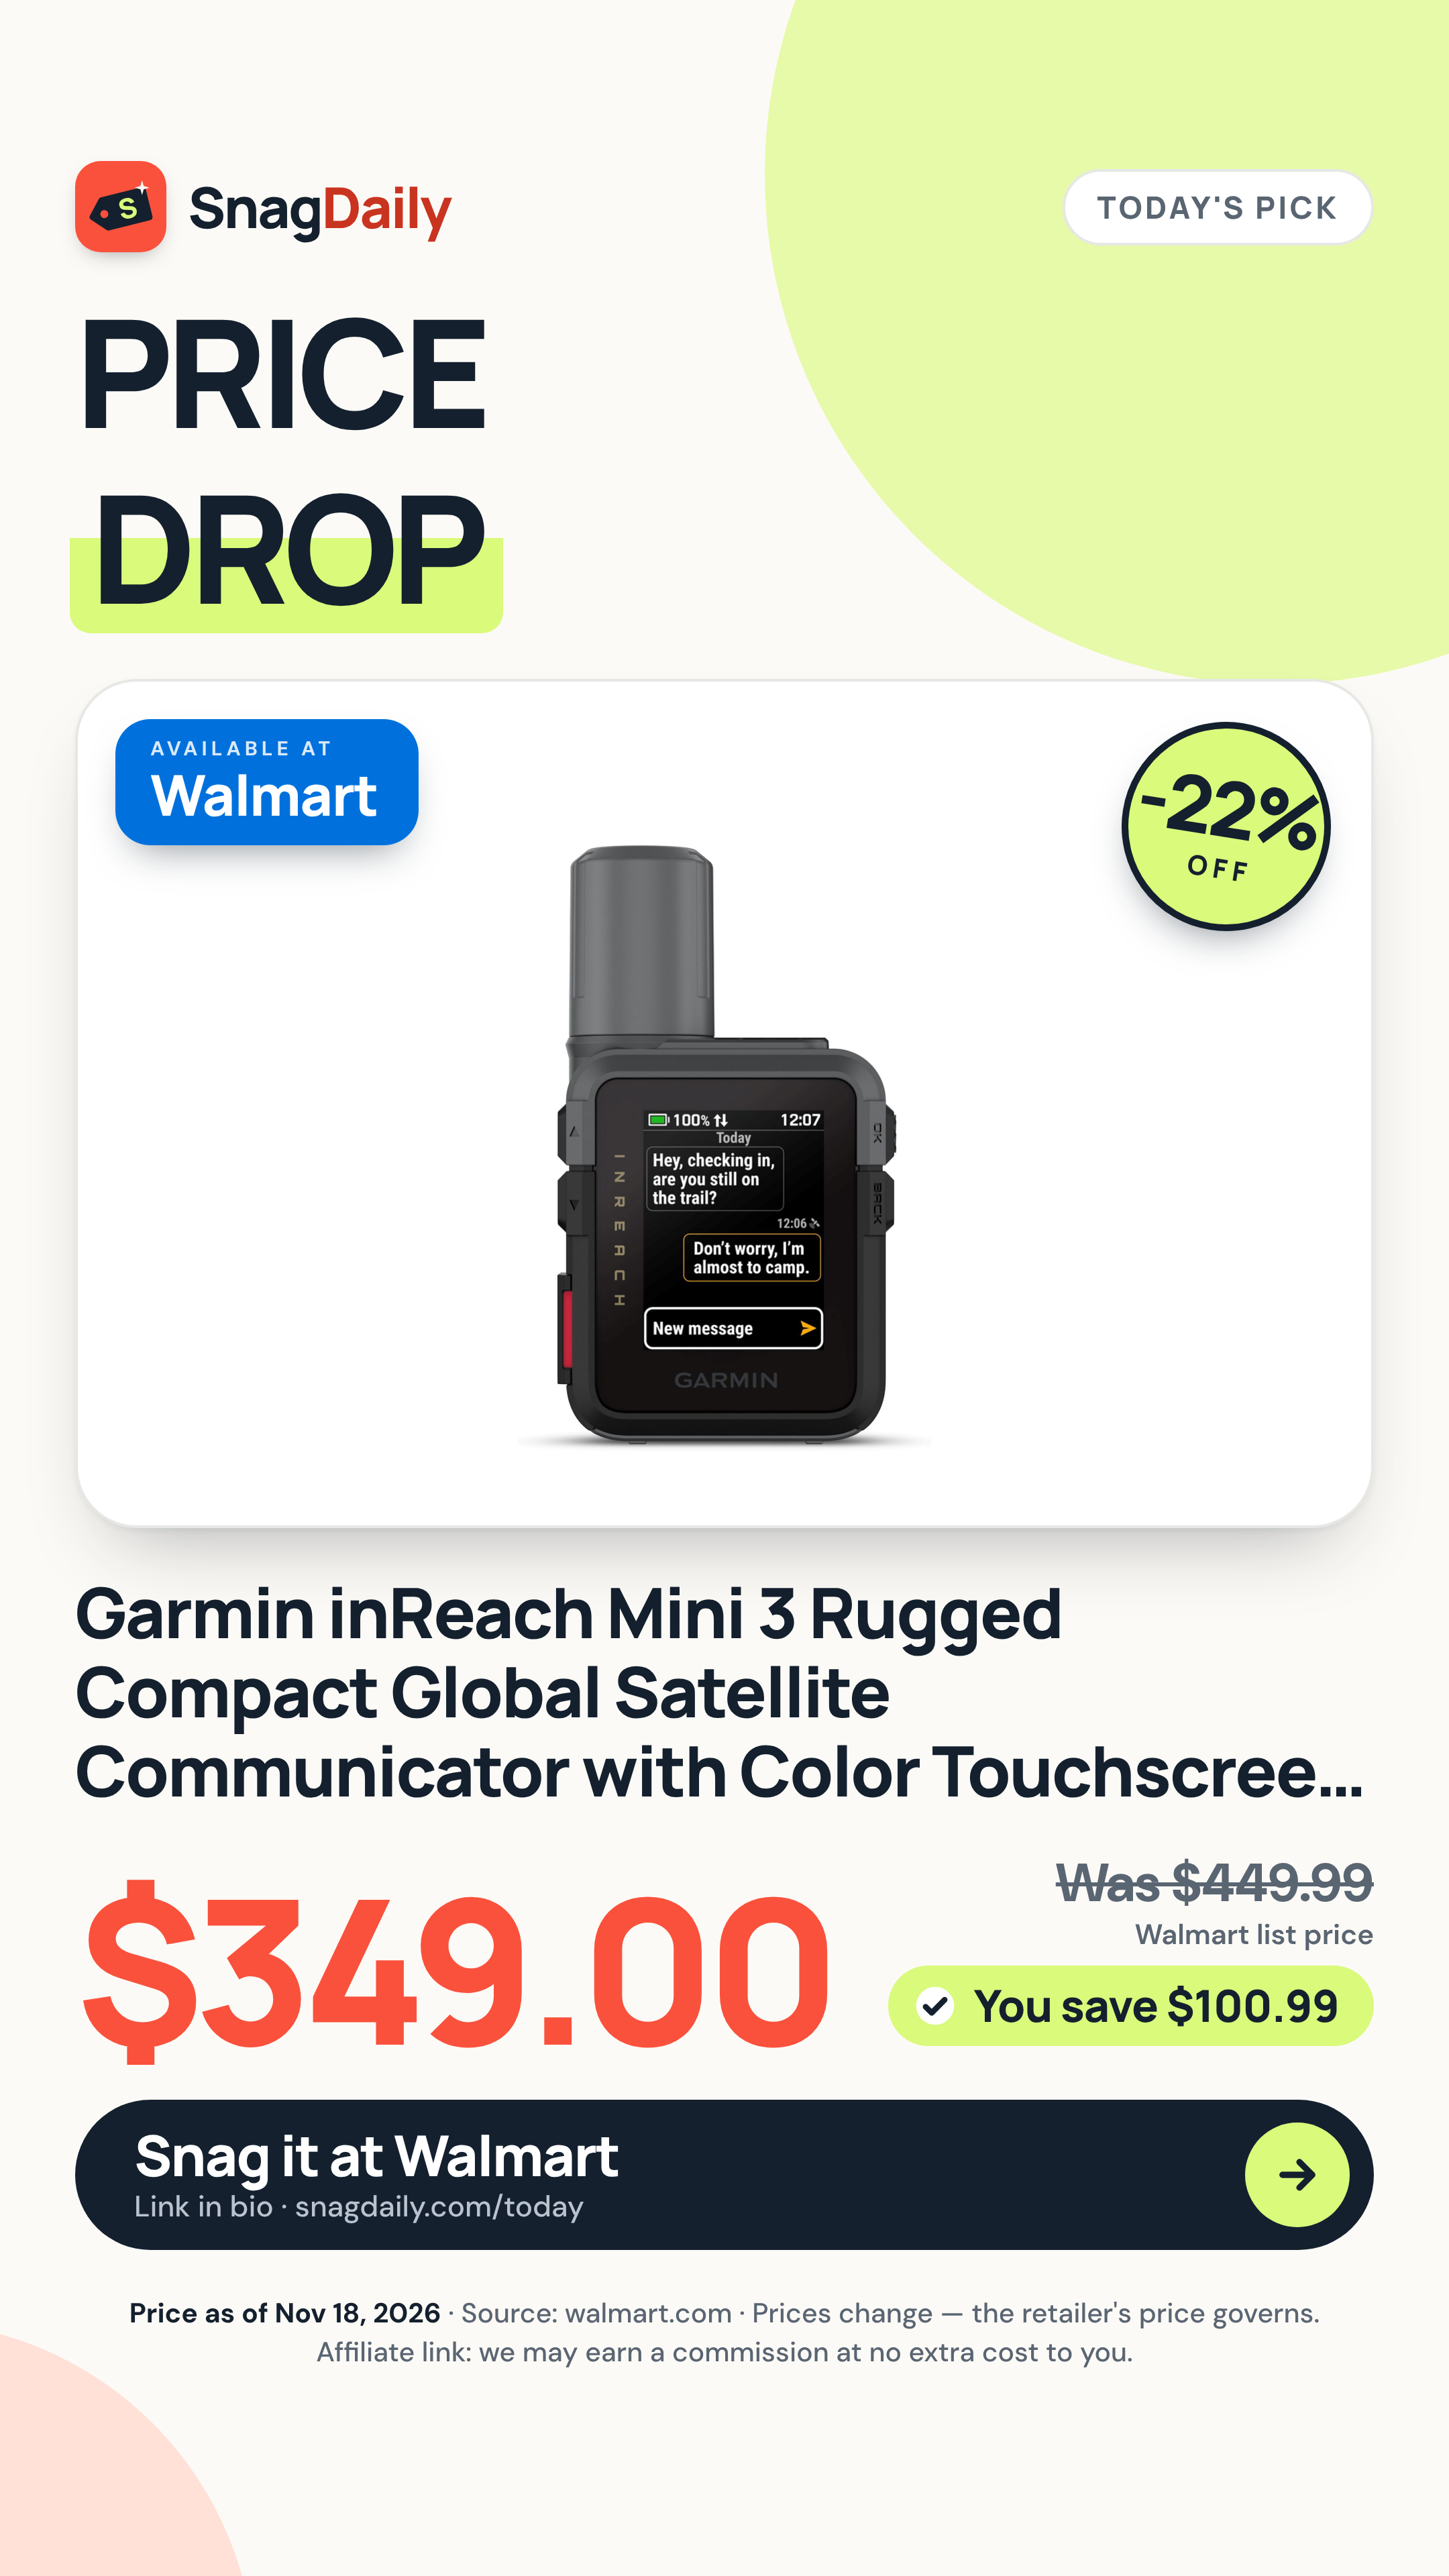 S
SnagDaily
TODAY'S PICK
PRICE
DROP
AVAILABLE AT
Walmart
-22%
OFF
100% 12:07
Today
Hey, checking in,
are you still on
the trail?
12:06
Don't worry, I'm
almost to camp.
New message
INREACH
OK
BACK
GARMIN
Garmin inReach Mini 3 Rugged
Compact Global Satellite
Communicator with Color Touchscree...
$349.00
Was $449.99
Walmart list price
You save $100.99
Snag it at Walmart
Link in bio · snagdaily.com/today
Price as of Nov 18, 2026 · Source: walmart.com · Prices change — the retailer's price governs.
Affiliate link: we may earn a commission at no extra cost to you.